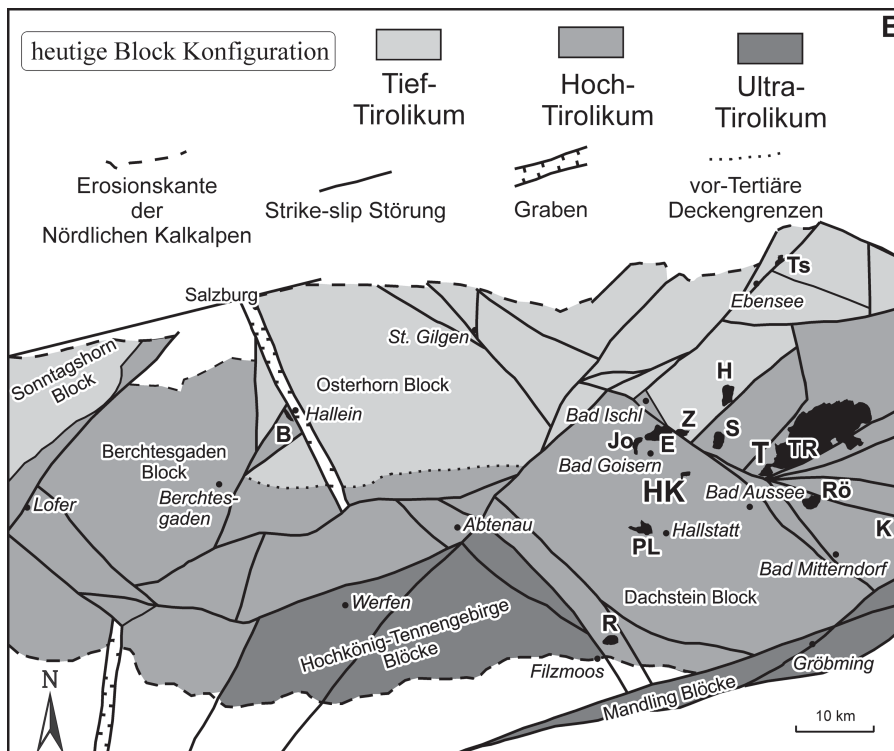 heutige Block Konfiguration
Tief-
Tirolikum
Hoch-
Tirolikum
Ultra-
Tirolikum
Erosionskante
der
Nördlichen Kalkalpen
Strike-slip Störung
Graben
vor-Tertiäre
Deckengrenzen
Salzburg
Ts
Ebensee
St. Gilgen
Sonntagshorn
Block
Osterhorn Block
H
Bad Ischl
Hallein
B
Z
S
Jo
E
T
TR
Berchtesgaden
Block
Bad Goisern
Berchtes-
gaden
HK
Bad Aussee
Rö
Lofer
Abtenau
PL
Hallstatt
K
Bad Mitterndorf
Werfen
Dachstein Block
Hochkönig-Tennengebirge
Blöcke
R
Filzmoos
Gröbming
Mandling Blöcke
N
10 km